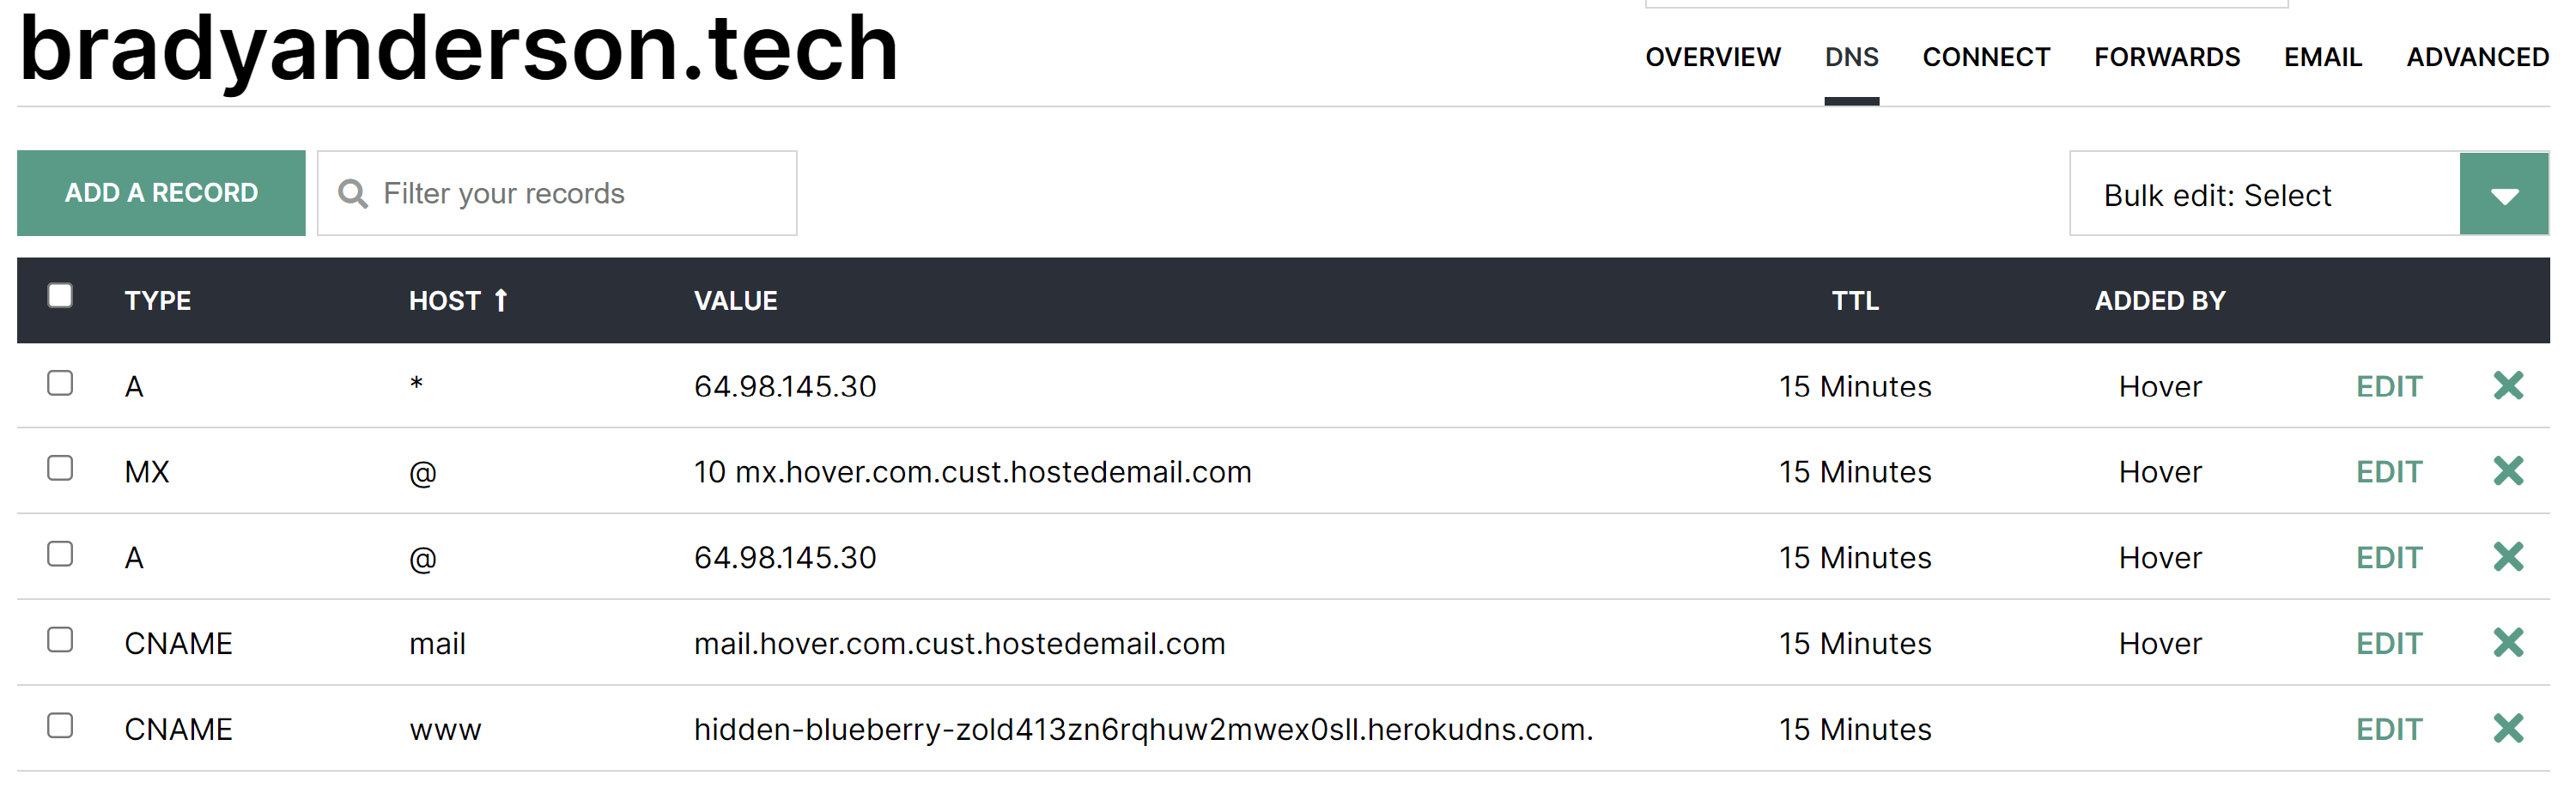 bradyanderson.tech
OVERVIEW DNS CONNECT FORWARDS EMAIL ADVANCED
ADD A RECORD Filter your records Bulk edit: Select
TYPE HOST ↑ VALUE TTL ADDED BY
A * 64.98.145.30 15 Minutes Hover EDIT
MX @ 10 mx.hover.com.cust.hostedemail.com 15 Minutes Hover EDIT
A @ 64.98.145.30 15 Minutes Hover EDIT
CNAME mail mail.hover.com.cust.hostedemail.com 15 Minutes Hover EDIT
CNAME www hidden-blueberry-zold413zn6rqhuw2mwex0sll.herokudns.com. 15 Minutes EDIT